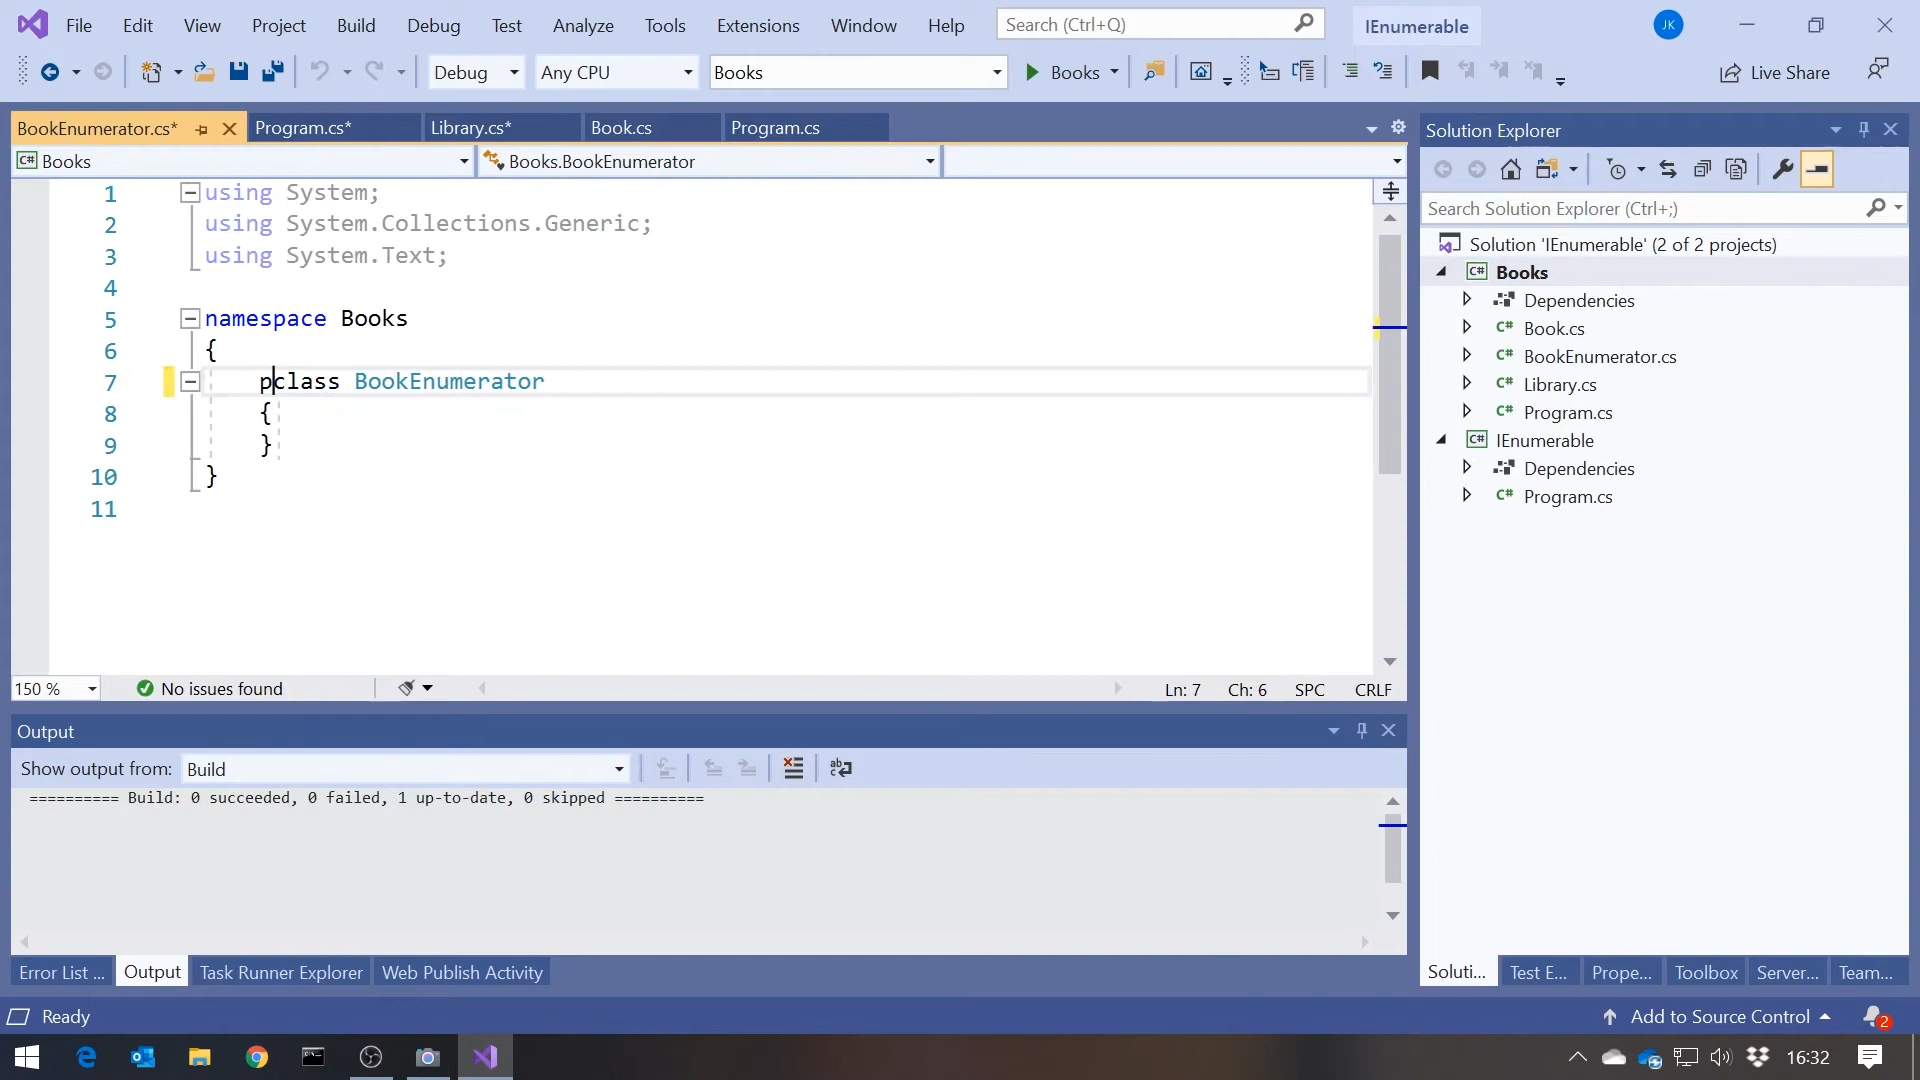 File Edit View Project Build Debug Test Analyze Tools Extensions Window Help Search (Ctrl+Q) IEnumerable JK
Debug Any CPU Books Books Live Share
BookEnumerator.cs* Program.cs* Library.cs* Book.cs Program.cs
C# Books Books.BookEnumerator
1 using System;
2 using System.Collections.Generic;
3 using System.Text;
4
5 namespace Books
6 {
7 pclass BookEnumerator
8 {
9 }
10 }
11
150 % No issues found Ln: 7 Ch: 6 SPC CRLF
Output
Show output from: Build
========== Build: 0 succeeded, 0 failed, 1 up-to-date, 0 skipped ==========
Error List ... Output Task Runner Explorer Web Publish Activity
Solution Explorer
Search Solution Explorer (Ctrl+;)
Solution 'IEnumerable' (2 of 2 projects)
C# Books
Dependencies
C# Book.cs
C# BookEnumerator.cs
C# Library.cs
C# Program.cs
C# IEnumerable
Dependencies
C# Program.cs
Soluti... Test E... Prope... Toolbox Server... Team...
Ready Add to Source Control 2
16:32